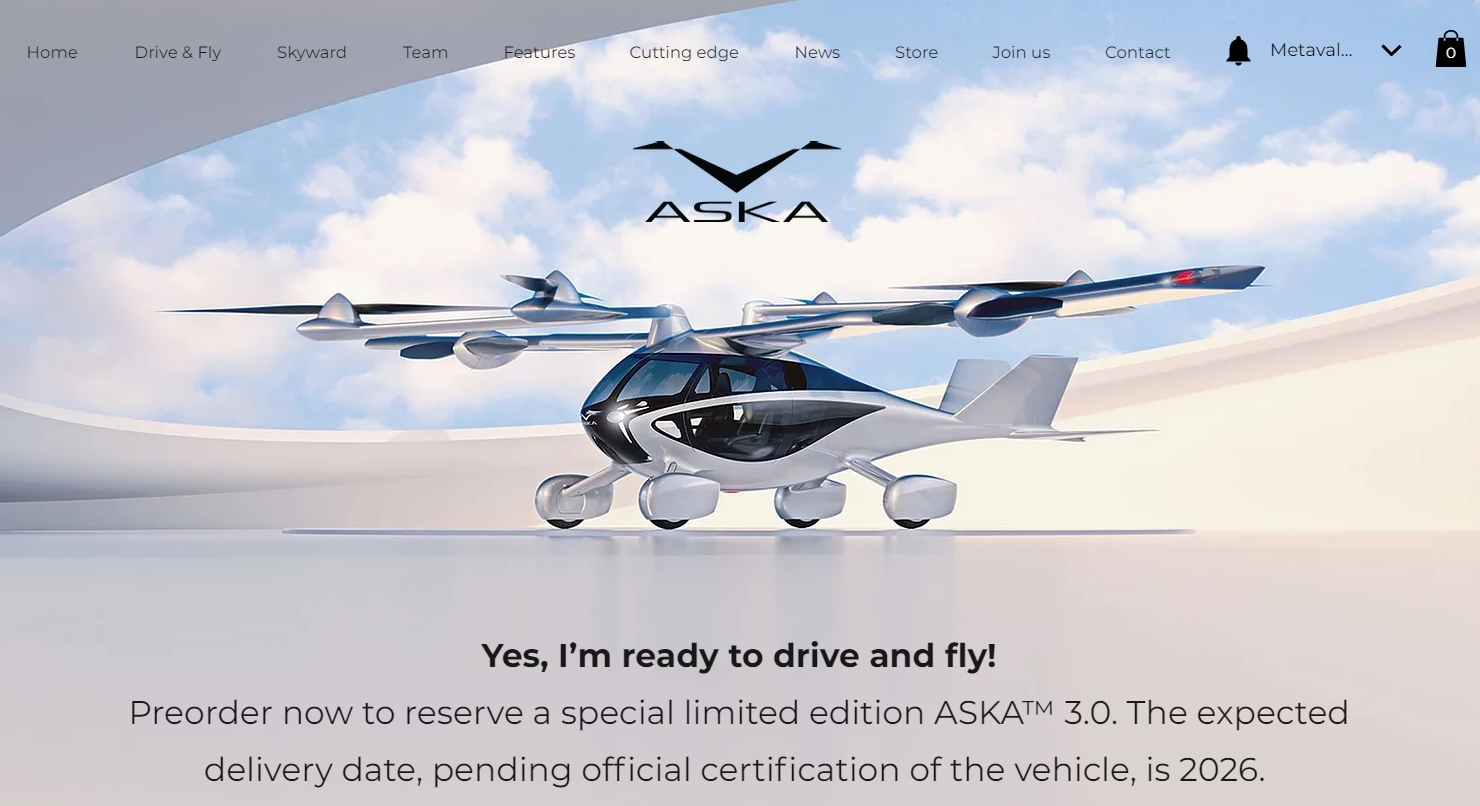 Home Drive & Fly Skyward Team Features Cutting edge News Store Join us Contact Metaval... 0
ASKA
Yes, I’m ready to drive and fly!
Preorder now to reserve a special limited edition ASKA™ 3.0. The expected
delivery date, pending official certification of the vehicle, is 2026.